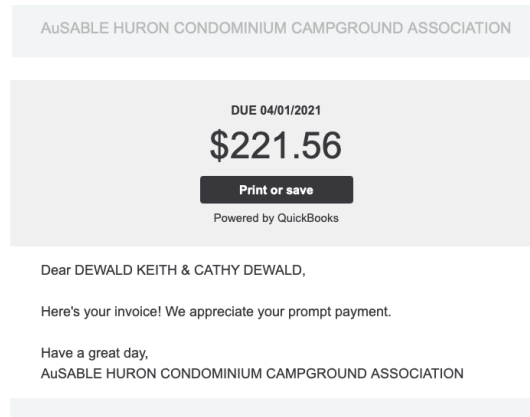 AuSABLE HURON CONDOMINIUM CAMPGROUND ASSOCIATION
DUE 04/01/2021
$221.56
Print or save
Powered by QuickBooks
Dear DEWALD KEITH & CATHY DEWALD,
Here's your invoice! We appreciate your prompt payment.
Have a great day,
AuSABLE HURON CONDOMINIUM CAMPGROUND ASSOCIATION